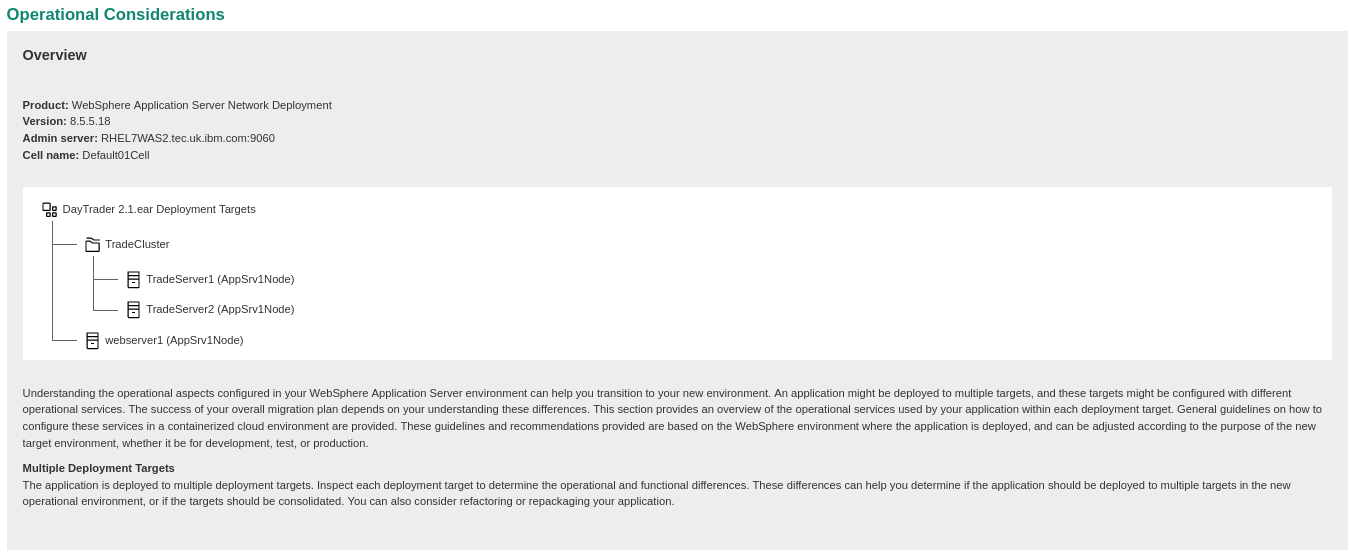 Operational Considerations
Overview
Product: WebSphere Application Server Network Deployment
Version: 8.5.5.18
Admin server: RHEL7WAS2.tec.uk.ibm.com:9060
Cell name: Default01Cell
DayTrader 2.1.ear Deployment Targets
TradeCluster
TradeServer1 (AppSrv1Node)
TradeServer2 (AppSrv1Node)
webserver1 (AppSrv1Node)
Understanding the operational aspects configured in your WebSphere Application Server environment can help you transition to your new environment. An application might be deployed to multiple targets, and these targets might be configured with different
operational services. The success of your overall migration plan depends on your understanding these differences. This section provides an overview of the operational services used by your application within each deployment target. General guidelines on how to
configure these services in a containerized cloud environment are provided. These guidelines and recommendations provided are based on the WebSphere environment where the application is deployed, and can be adjusted according to the purpose of the new
target environment, whether it be for development, test, or production.
Multiple Deployment Targets
The application is deployed to multiple deployment targets. Inspect each deployment target to determine the operational and functional differences. These differences can help you determine if the application should be deployed to multiple targets in the new
operational environment, or if the targets should be consolidated. You can also consider refactoring or repackaging your application.